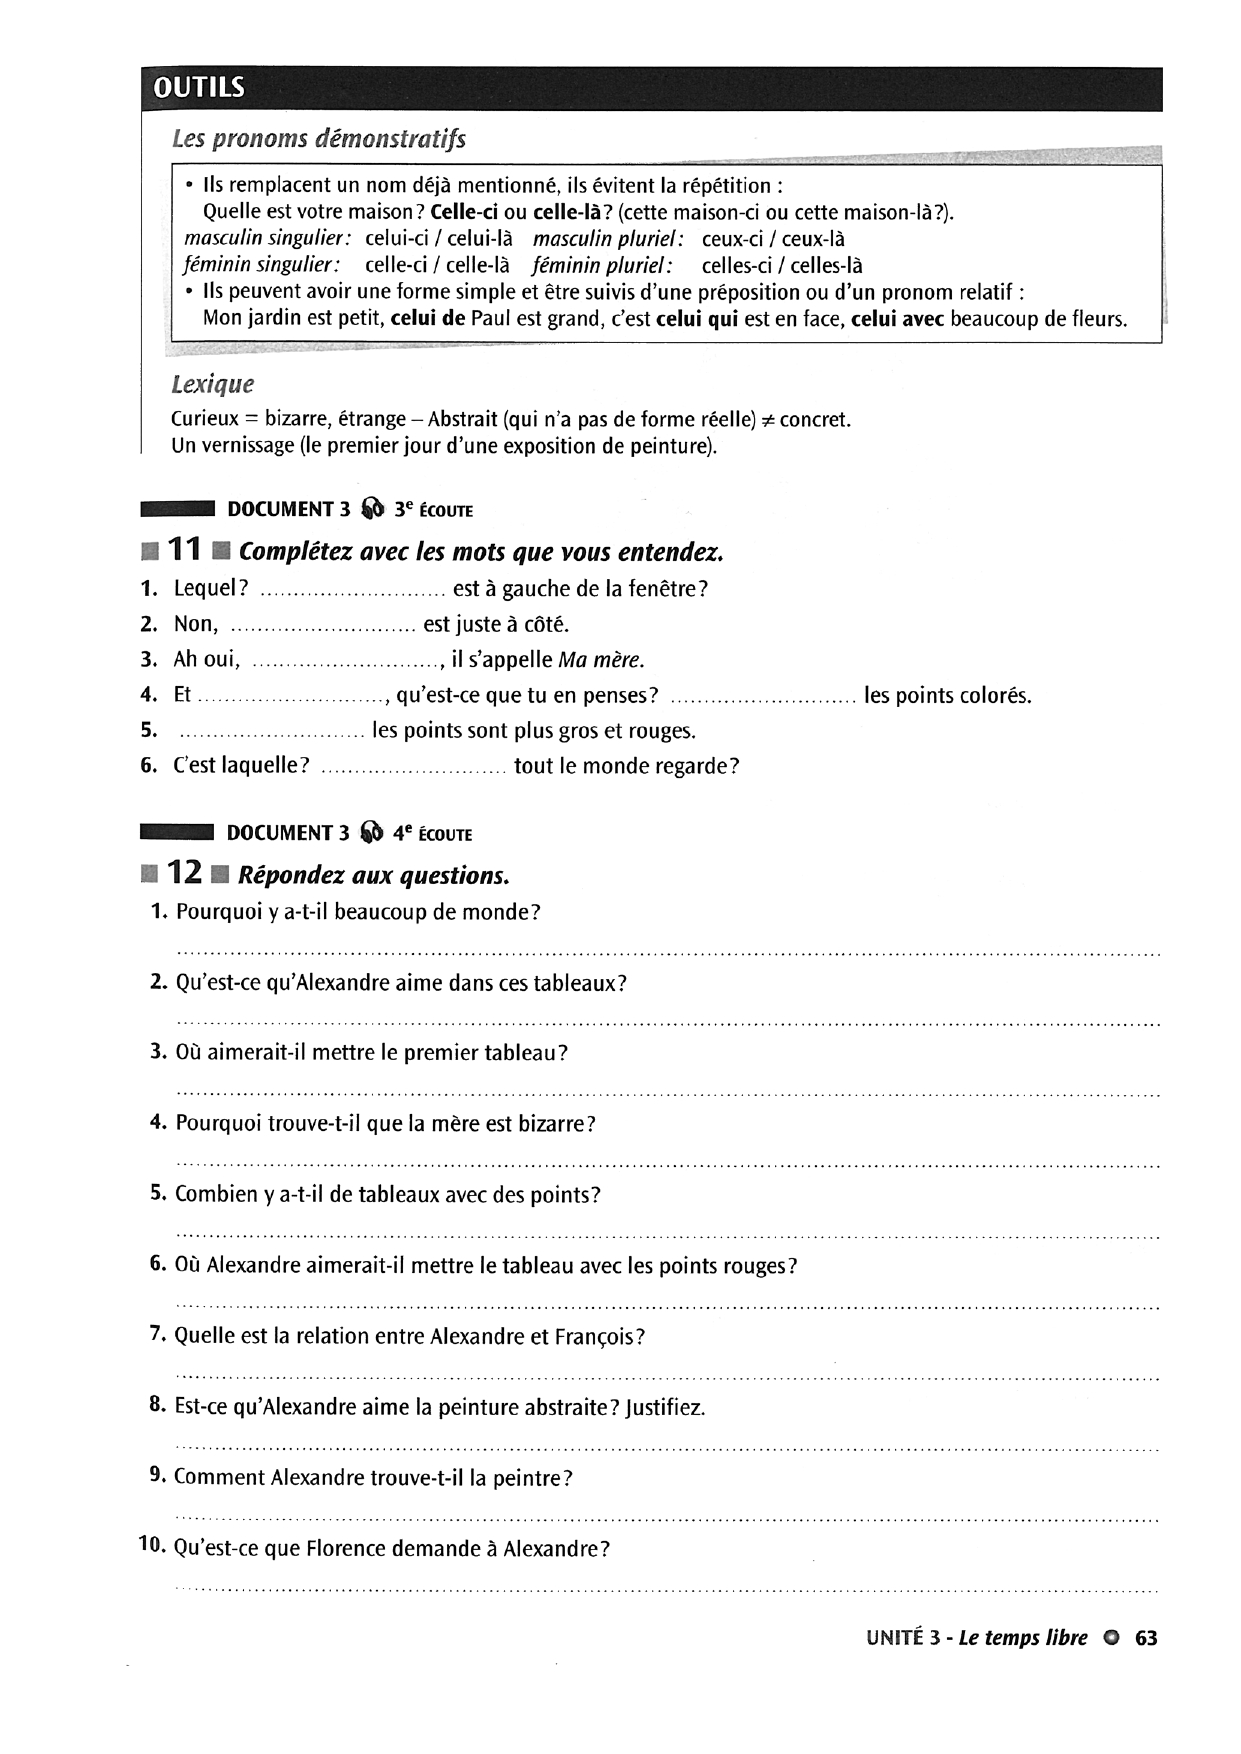 OUTILS
Les pronoms démonstratifs
• Ils remplacent un nom déjà mentionné, ils évitent la répétition :
Quelle est votre maison ? Celle-ci ou celle-là ? (cette maison-ci ou cette maison-là ?).
masculin singulier : celui-ci / celui-là masculin pluriel : ceux-ci / ceux-là
féminin singulier : celle-ci / celle-là féminin pluriel : celles-ci / celles-là
• Ils peuvent avoir une forme simple et être suivis d'une préposition ou d'un pronom relatif :
Mon jardin est petit, celui de Paul est grand, c'est celui qui est en face, celui avec beaucoup de fleurs.
Lexique
Curieux = bizarre, étrange – Abstrait (qui n'a pas de forme réelle) ≠ concret.
Un vernissage (le premier jour d'une exposition de peinture).
DOCUMENT 3 3e ÉCOUTE
11 Complétez avec les mots que vous entendez.
1. Lequel ? ............................ est à gauche de la fenêtre ?
2. Non, ............................ est juste à côté.
3. Ah oui, ............................, il s'appelle Ma mère.
4. Et ............................, qu'est-ce que tu en penses ? ............................ les points colorés.
5. ............................ les points sont plus gros et rouges.
6. C'est laquelle ? ............................ tout le monde regarde ?
DOCUMENT 3 4e ÉCOUTE
12 Répondez aux questions.
1. Pourquoi y a-t-il beaucoup de monde ?
2. Qu'est-ce qu'Alexandre aime dans ces tableaux ?
3. Où aimerait-il mettre le premier tableau ?
4. Pourquoi trouve-t-il que la mère est bizarre ?
5. Combien y a-t-il de tableaux avec des points ?
6. Où Alexandre aimerait-il mettre le tableau avec les points rouges ?
7. Quelle est la relation entre Alexandre et François ?
8. Est-ce qu'Alexandre aime la peinture abstraite ? Justifiez.
9. Comment Alexandre trouve-t-il la peintre ?
10. Qu'est-ce que Florence demande à Alexandre ?
UNITÉ 3 - Le temps libre 63